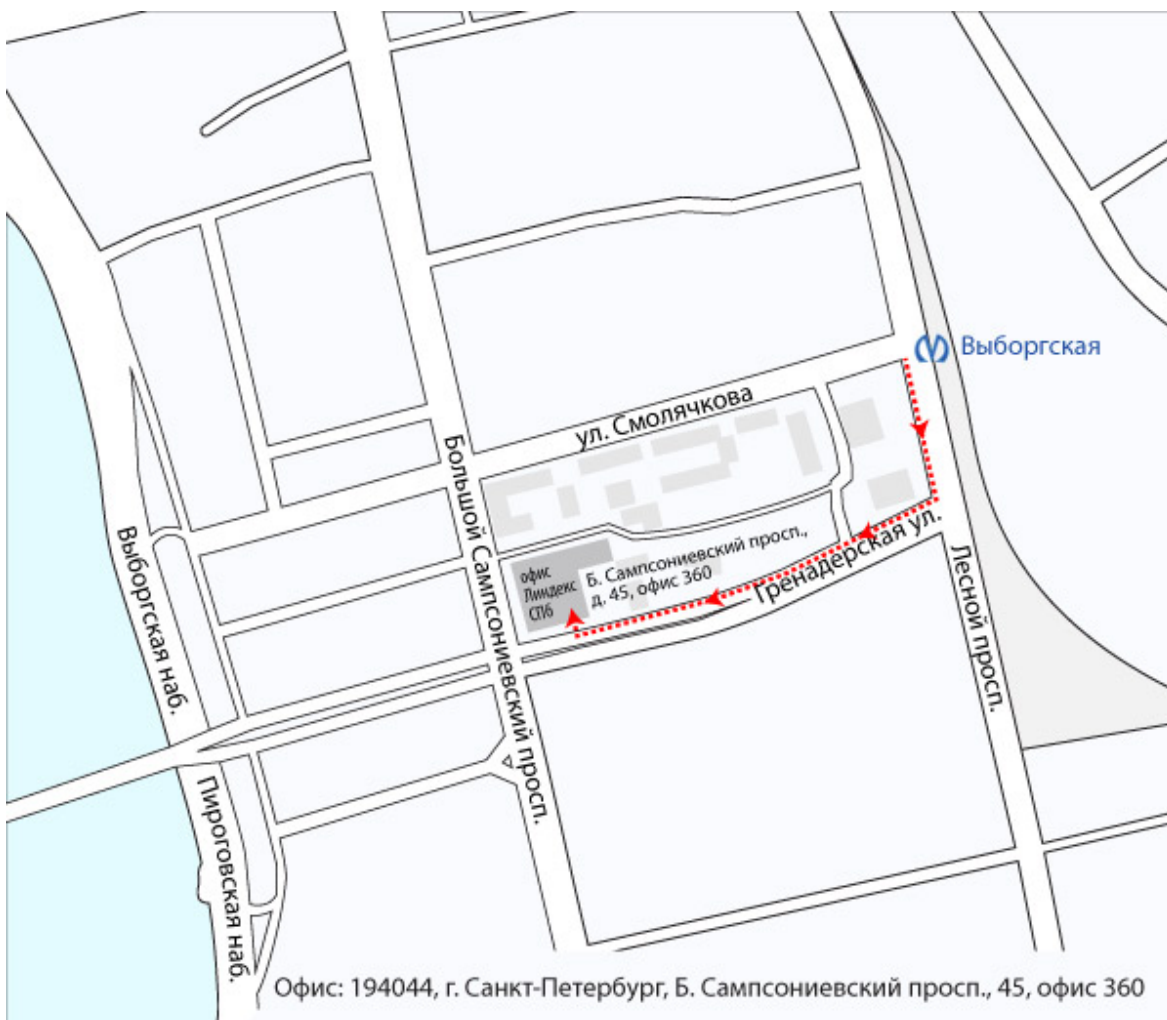 Выборгская
ул. Смолячкова
Большой Сампсониевский просп.
Выборгская наб.
офис
Линдекс
СПб
Б. Сампсониевский просп.,
д. 45, офис 360
Гренадерская ул.
Лесной просп.
Пироговская наб.
Офис: 194044, г. Санкт-Петербург, Б. Сампсониевский просп., 45, офис 360